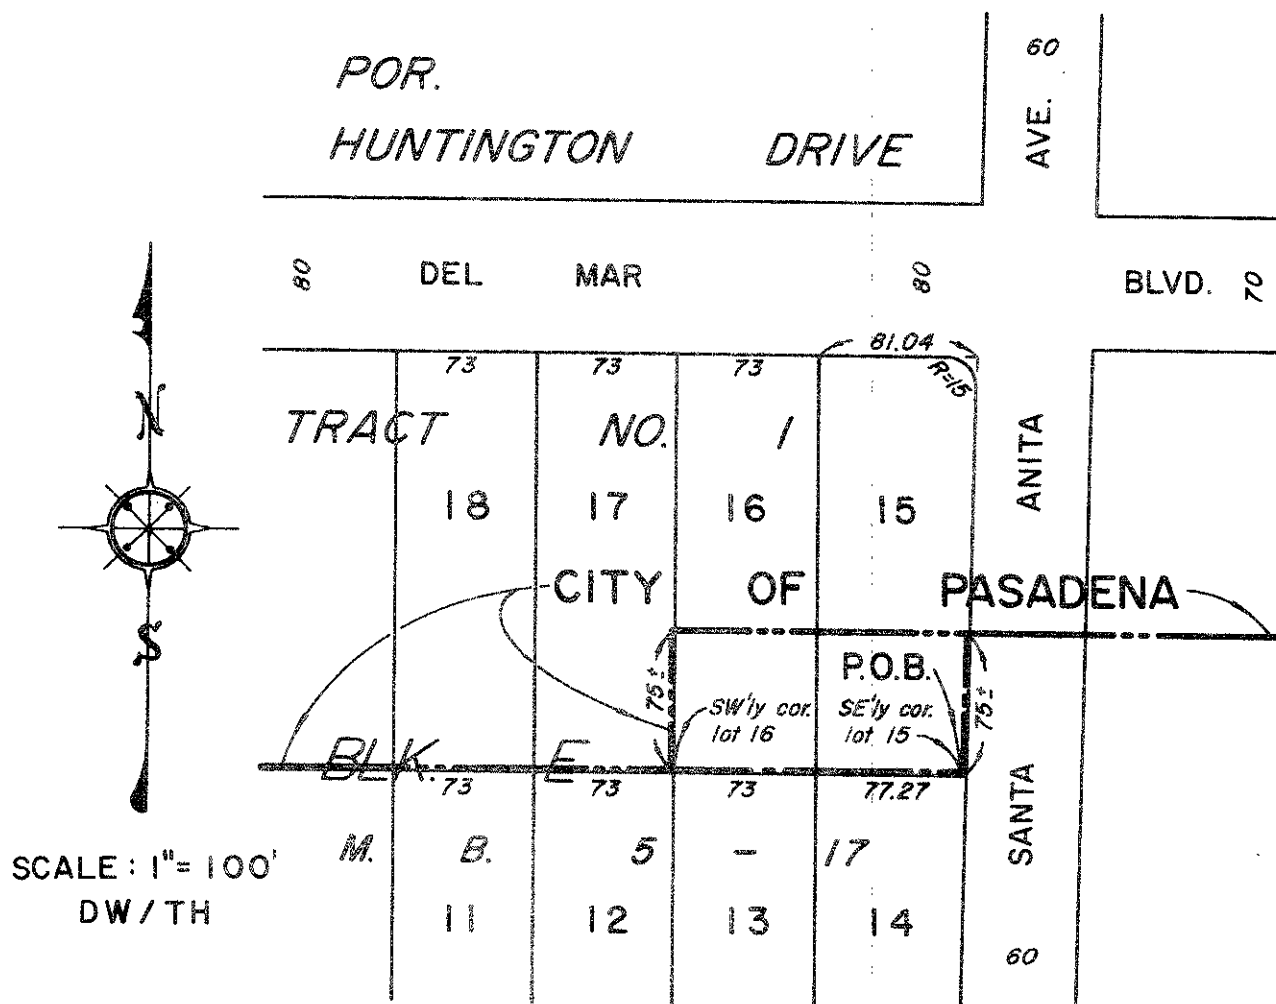 60
POR.
AVE.
HUNTINGTON DRIVE
80 DEL MAR 80 BLVD. 70
81.04
73 73 73 R=15
N
TRACT NO. 1
ANITA
18 17 16 15
CITY OF PASADENA
S
P.O.B.
75± SW'ly cor. SE'ly cor. 75±
lot 16 lot 15
BLK. E
73 73 73 77.27
SANTA
M. B. 5 - 17
SCALE: 1"= 100'
DW/TH
11 12 13 14
60